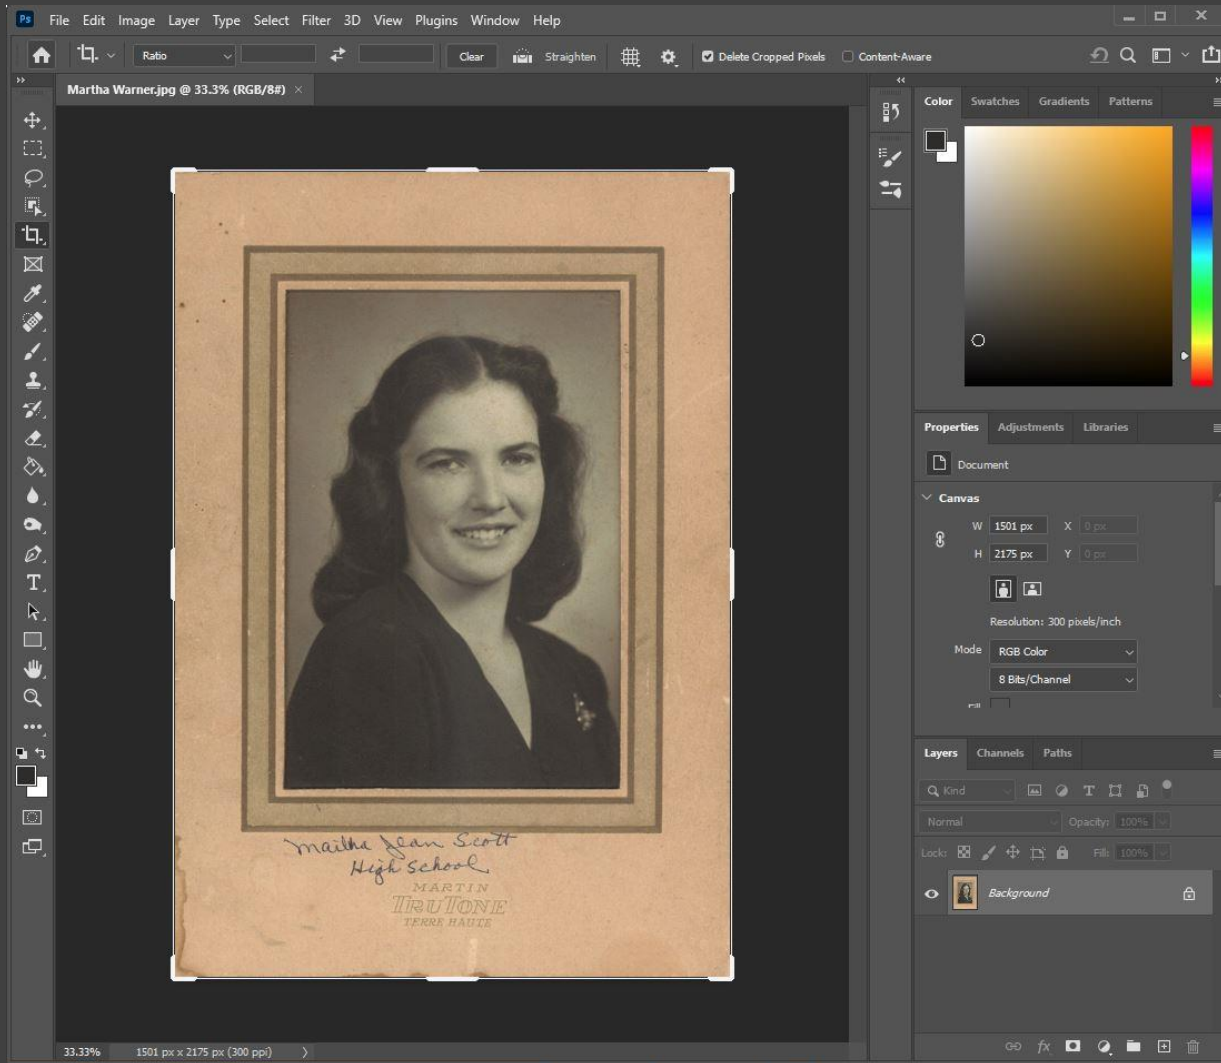 Ps File Edit Image Layer Type Select Filter 3D View Plugins Window Help
Ratio Clear Straighten Delete Cropped Pixels Content-Aware
Martha Warner.jpg @ 33.3% (RGB/8#) ×
Color Swatches Gradients Patterns
Properties Adjustments Libraries
Document
Canvas
W 1501 px X 0 px
H 2175 px Y 0 px
Resolution: 300 pixels/inch
Mode RGB Color
8 Bits/Channel
Fill
Layers Channels Paths
Kind
Normal Opacity: 100%
Lock: Fill: 100%
Background
Martha Jean Scott
High School
MARTIN
TRUTONE
TERRE HAUTE
33.33% 1501 px x 2175 px (300 ppi)